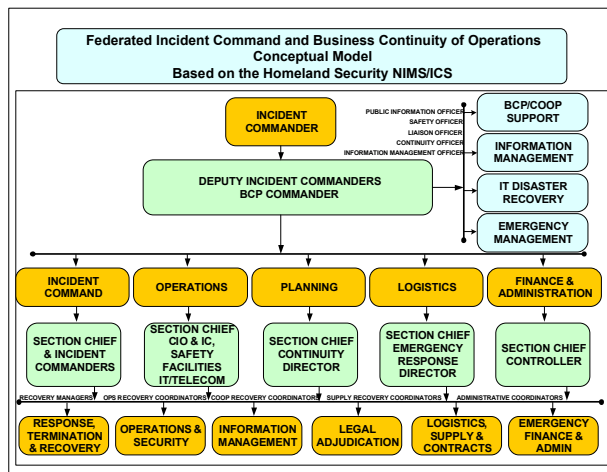 Federated Incident Command and Business Continuity of Operations
Conceptual Model
Based on the Homeland Security NIMS/ICS
INCIDENT
COMMANDER
PUBLIC INFORMATION OFFICER
SAFETY OFFICER
LIAISON OFFICER
CONTINUITY OFFICER
INFORMATION MANAGEMENT OFFICER
BCP/COOP
SUPPORT
INFORMATION
MANAGEMENT
IT DISASTER
RECOVERY
EMERGENCY
MANAGEMENT
DEPUTY INCIDENT COMMANDERS
BCP COMMANDER
INCIDENT
COMMAND
OPERATIONS
PLANNING
LOGISTICS
FINANCE &
ADMINISTRATION
SECTION CHIEF
& INCIDENT
COMMANDERS
SECTION CHIEF
CIO & IC,
SAFETY
FACILITIES
IT/TELECOM
SECTION CHIEF
CONTINUITY
DIRECTOR
SECTION CHIEF
EMERGENCY
RESPONSE
DIRECTOR
SECTION CHIEF
CONTROLLER
RECOVERY MANAGERS
OPS RECOVERY COORDINATORS
COOP RECOVERY COORDINATORS
SUPPLY RECOVERY COORDINATORS
ADMINISTRATIVE COORDINATORS
RESPONSE,
TERMINATION
& RECOVERY
OPERATIONS &
SECURITY
INFORMATION
MANAGEMENT
LEGAL
ADJUDICATION
LOGISTICS,
SUPPLY &
CONTRACTS
EMERGENCY
FINANCE &
ADMIN